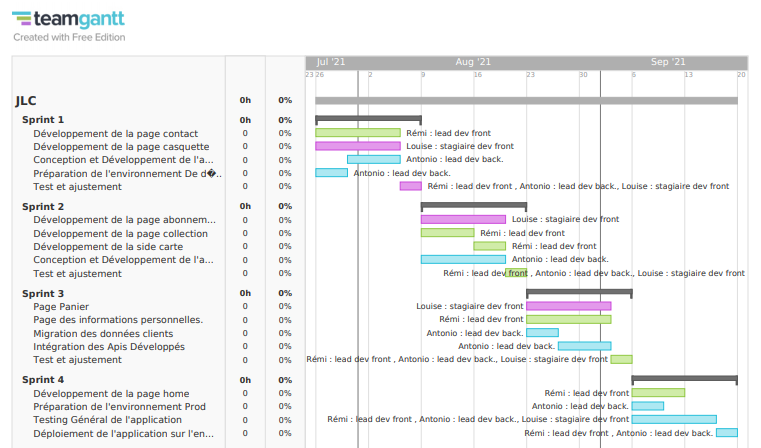 teamgantt
Created with Free Edition
Jul '21 Aug '21 Sep '21
23 26 2 9 16 23 30 6 13 20
JLC 0h 0%
Sprint 1 0h 0%
Développement de la page contact 0 0% Rémi : lead dev front
Développement de la page casquette 0 0% Louise : stagiaire dev front
Conception et Développement de l'a... 0 0% Antonio : lead dev back.
Préparation de l'environnement De d�.. 0 0% Antonio : lead dev back.
Test et ajustement 0 0% Rémi : lead dev front , Antonio : lead dev back., Louise : stagiaire dev front
Sprint 2 0h 0%
Développement de la page abonnem... 0 0% Louise : stagiaire dev front
Développement de la page collection 0 0% Rémi : lead dev front
Développement de la side carte 0 0% Rémi : lead dev front
Conception et Développement de l'a... 0 0% Antonio : lead dev back.
Test et ajustement 0 0% Rémi : lead dev front , Antonio : lead dev back., Louise : stagiaire dev front
Sprint 3 0h 0%
Page Panier 0 0% Louise : stagiaire dev front
Page des informations personnelles. 0 0% Rémi : lead dev front
Migration des données clients 0 0% Antonio : lead dev back.
Intégration des Apis Développés 0 0% Antonio : lead dev back.
Test et ajustement 0 0% Rémi : lead dev front , Antonio : lead dev back., Louise : stagiaire dev front
Sprint 4 0h 0%
Développement de la page home 0 0% Rémi : lead dev front
Préparation de l'environnement Prod 0 0% Antonio : lead dev back.
Testing Général de l'application 0 0% Rémi : lead dev front , Antonio : lead dev back., Louise : stagiaire dev front
Déploiement de l'application sur l'en... 0 0% Rémi : lead dev front , Antonio : lead dev back.